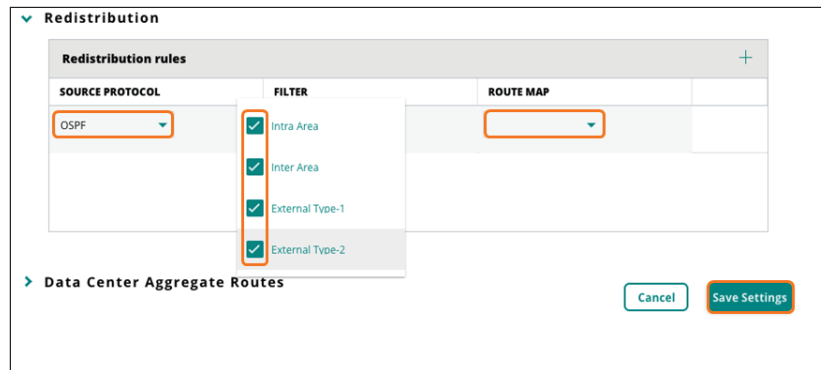 Redistribution
Redistribution rules
SOURCE PROTOCOL FILTER ROUTE MAP
OSPF
Intra Area
Inter Area
External Type-1
External Type-2
Data Center Aggregate Routes
Cancel Save Settings